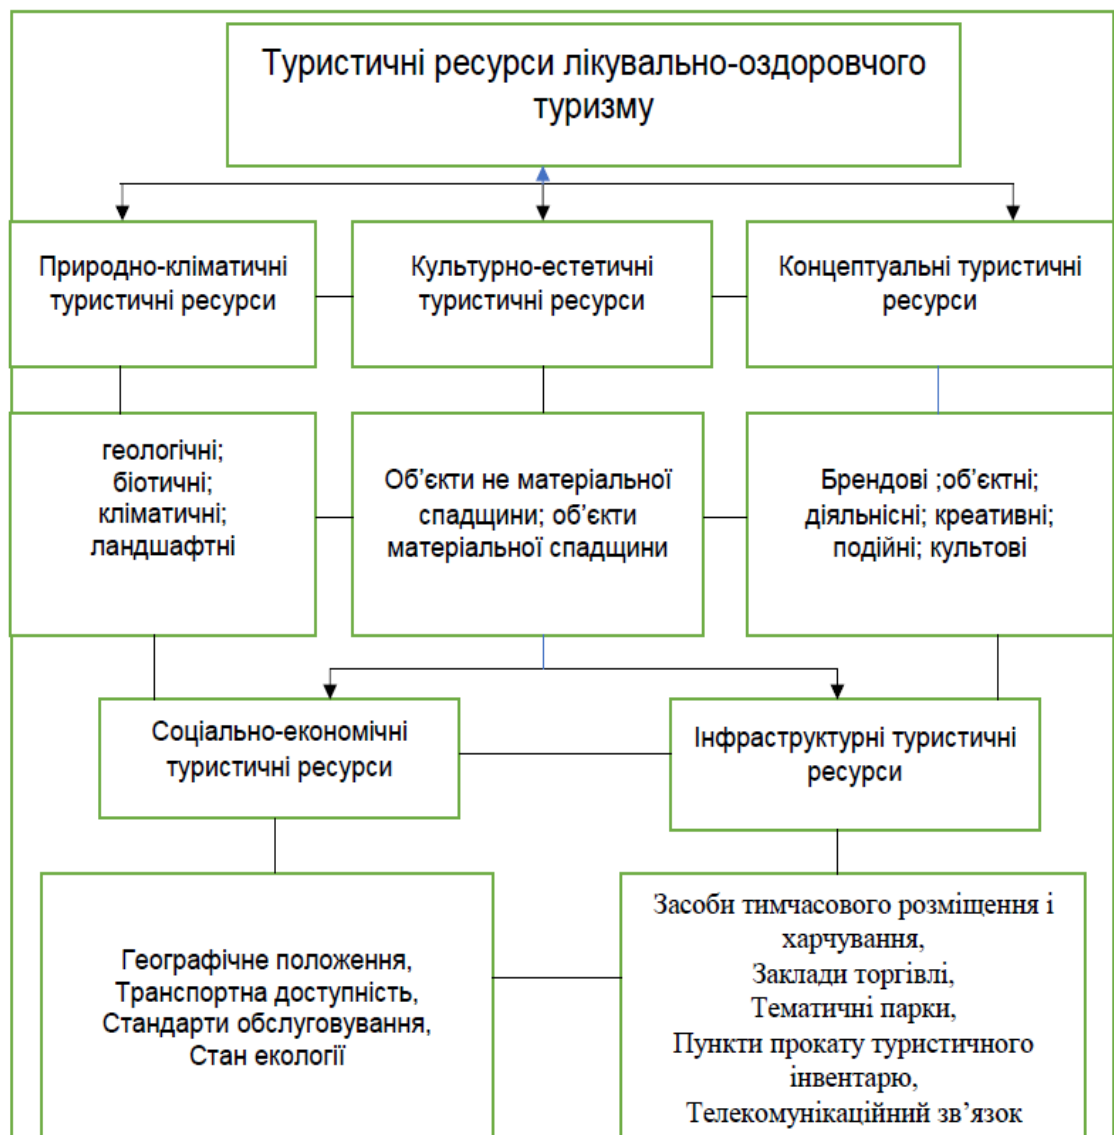 Туристичні ресурси лікувально-оздоровчого
туризму
Природно-кліматичні
туристичні ресурси
Культурно-естетичні
туристичні ресурси
Концептуальні туристичні
ресурси
геологічні;
біотичні;
кліматичні;
ландшафтні
Об’єкти не матеріальної
спадщини; об’єкти
матеріальної спадщини
Брендові ;об’єктні;
діяльнісні; креативні;
подійні; культові
Соціально-економічні
туристичні ресурси
Інфраструктурні туристичні
ресурси
Географічне положення,
Транспортна доступність,
Стандарти обслуговування,
Стан екології
Засоби тимчасового розміщення і
харчування,
Заклади торгівлі,
Тематичні парки,
Пункти прокату туристичного
інвентарю,
Телекомунікаційний зв’язок